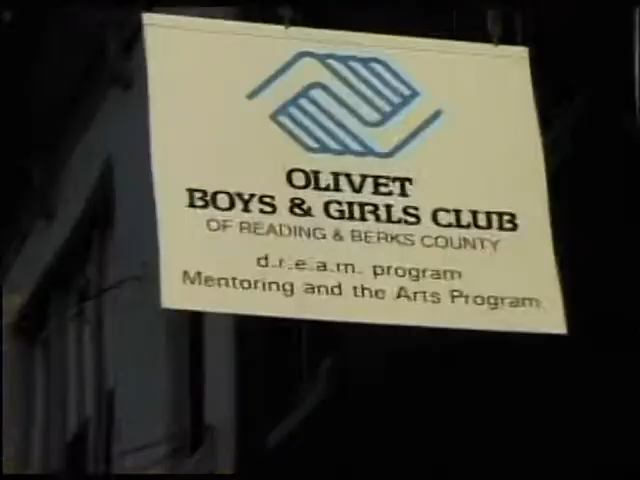 OLIVET
BOYS & GIRLS CLUB
OF READING & BERKS COUNTY
d.r.e.a.m. program
Mentoring and the Arts Program